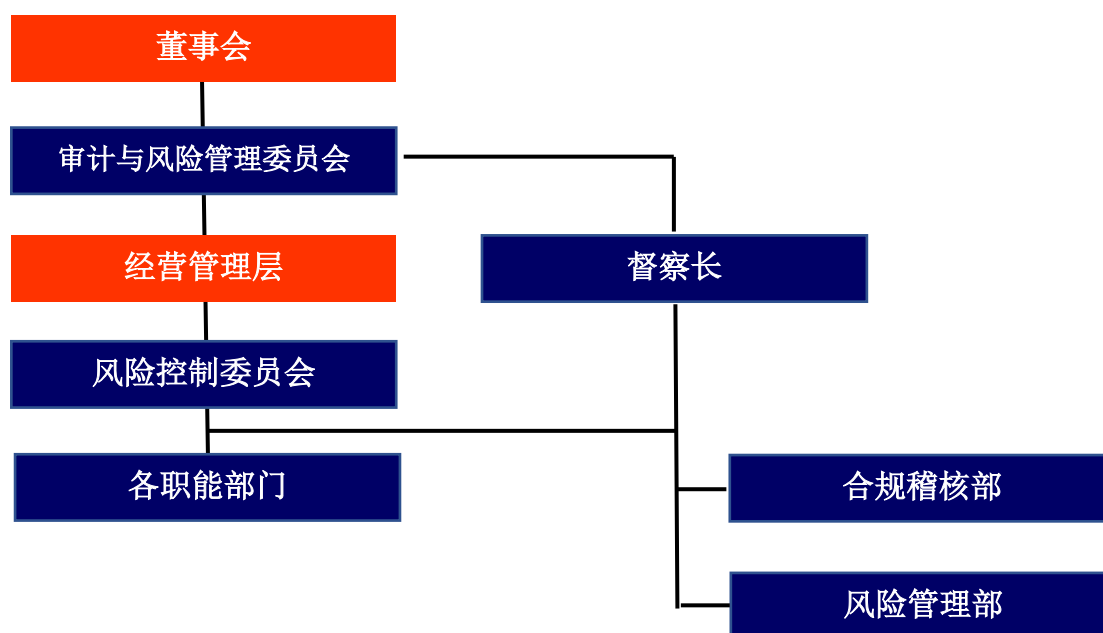 董事会
审计与风险管理委员会
经营管理层
督察长
风险控制委员会
各职能部门
合规稽核部
风险管理部